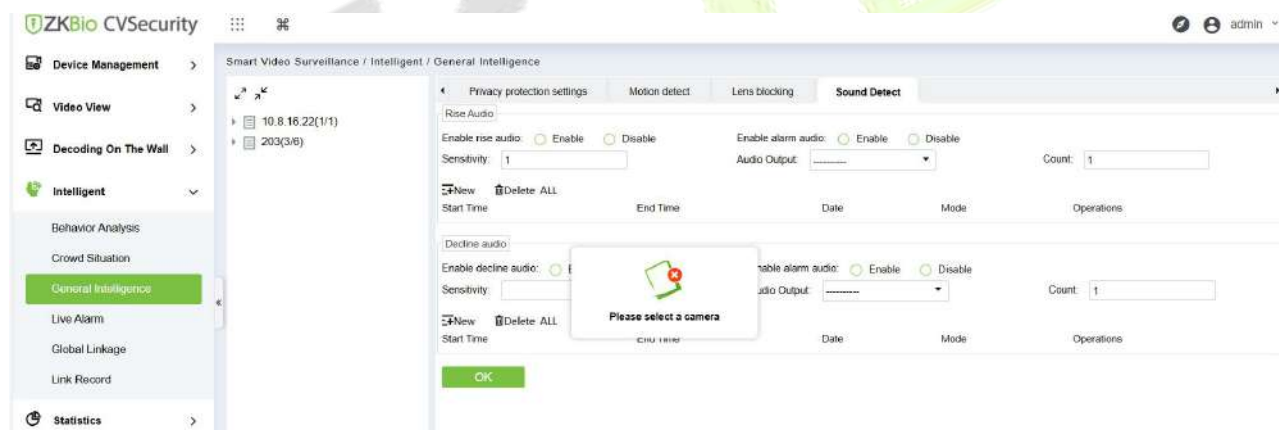 ZKBio CVSecurity
admin
Device Management
Video View
Decoding On The Wall
Intelligent
Behavior Analysis
Crowd Situation
General Intelligence
Live Alarm
Global Linkage
Link Record
Statistics
Smart Video Surveillance / Intelligent / General Intelligence
10.8.16.22(1/1)
203(3/6)
Privacy protection settings Motion detect Lens blocking Sound Detect
Rise Audio
Enable rise audio: Enable Disable Enable alarm audio: Enable Disable
Sensitivity: 1 Audio Output: ---------- Count: 1
New Delete ALL
Start Time End Time Date Mode Operations
Decline audio
Enable decline audio: Enable alarm audio: Enable Disable
Sensitivity: Audio Output: ---------- Count: 1
New Delete ALL
Start Time End Time Date Mode Operations
Please select a camera
OK